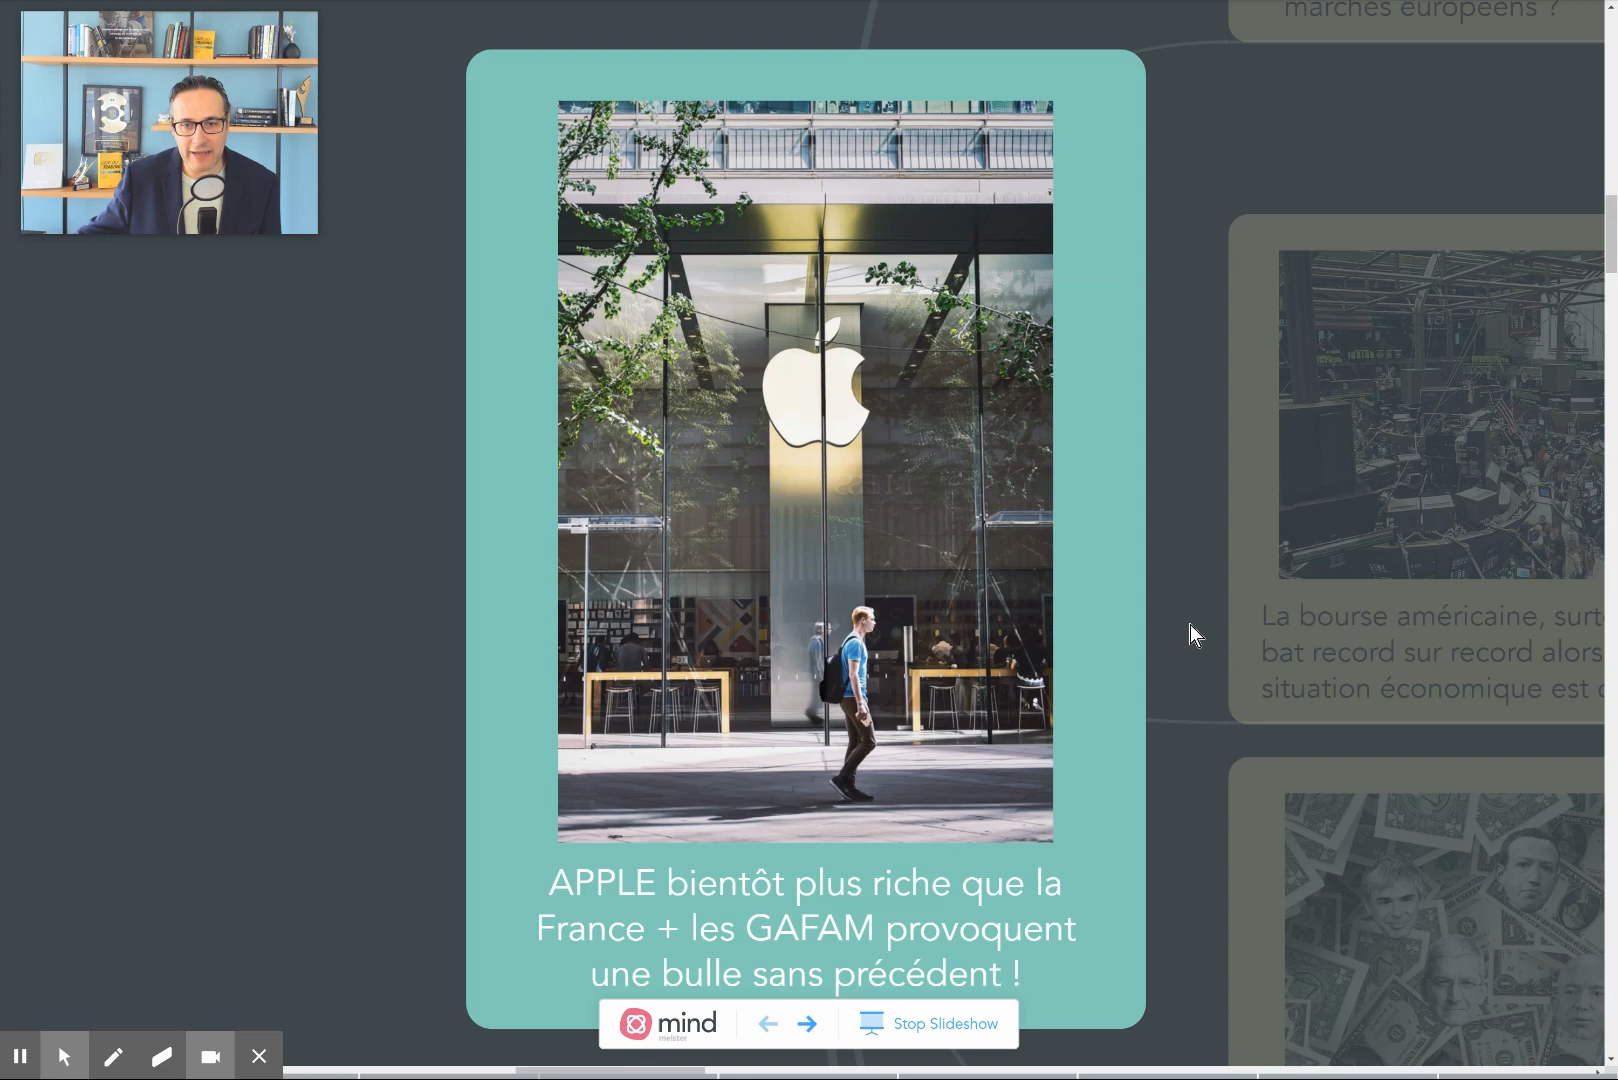 marchés européens ?
APPLE bientôt plus riche que la
France + les GAFAM provoquent
une bulle sans précédent !
La bourse américaine, surt
bat record sur record alors
situation économique est
mind
meister
Stop Slideshow